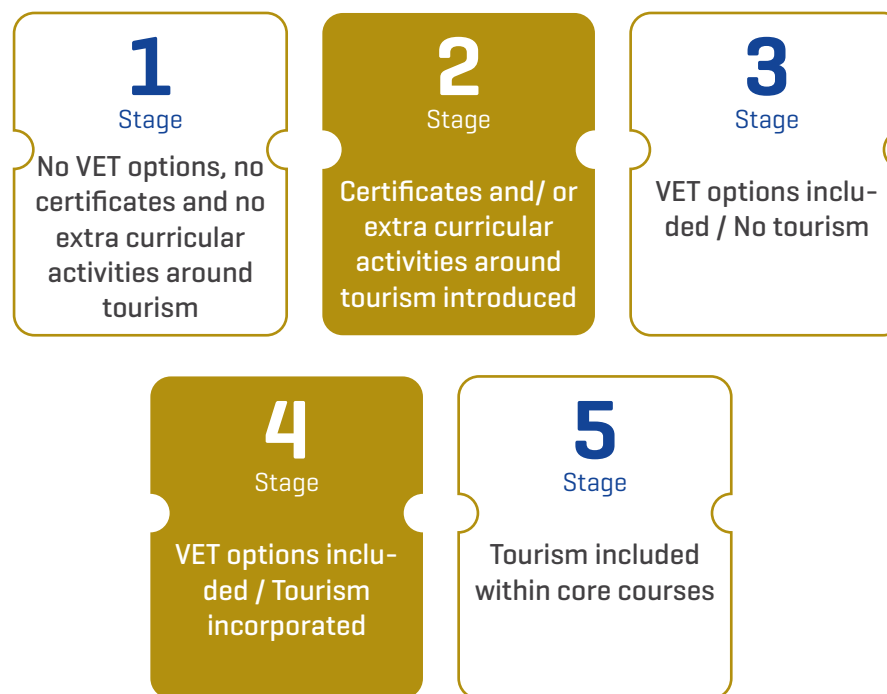 1
Stage
No VET options, no
certificates and no
extra curricular
activities around
tourism
2
Stage
Certificates and/ or
extra curricular
activities around
tourism introduced
3
Stage
VET options inclu-
ded / No tourism
4
Stage
VET options inclu-
ded / Tourism
incorporated
5
Stage
Tourism included
within core courses